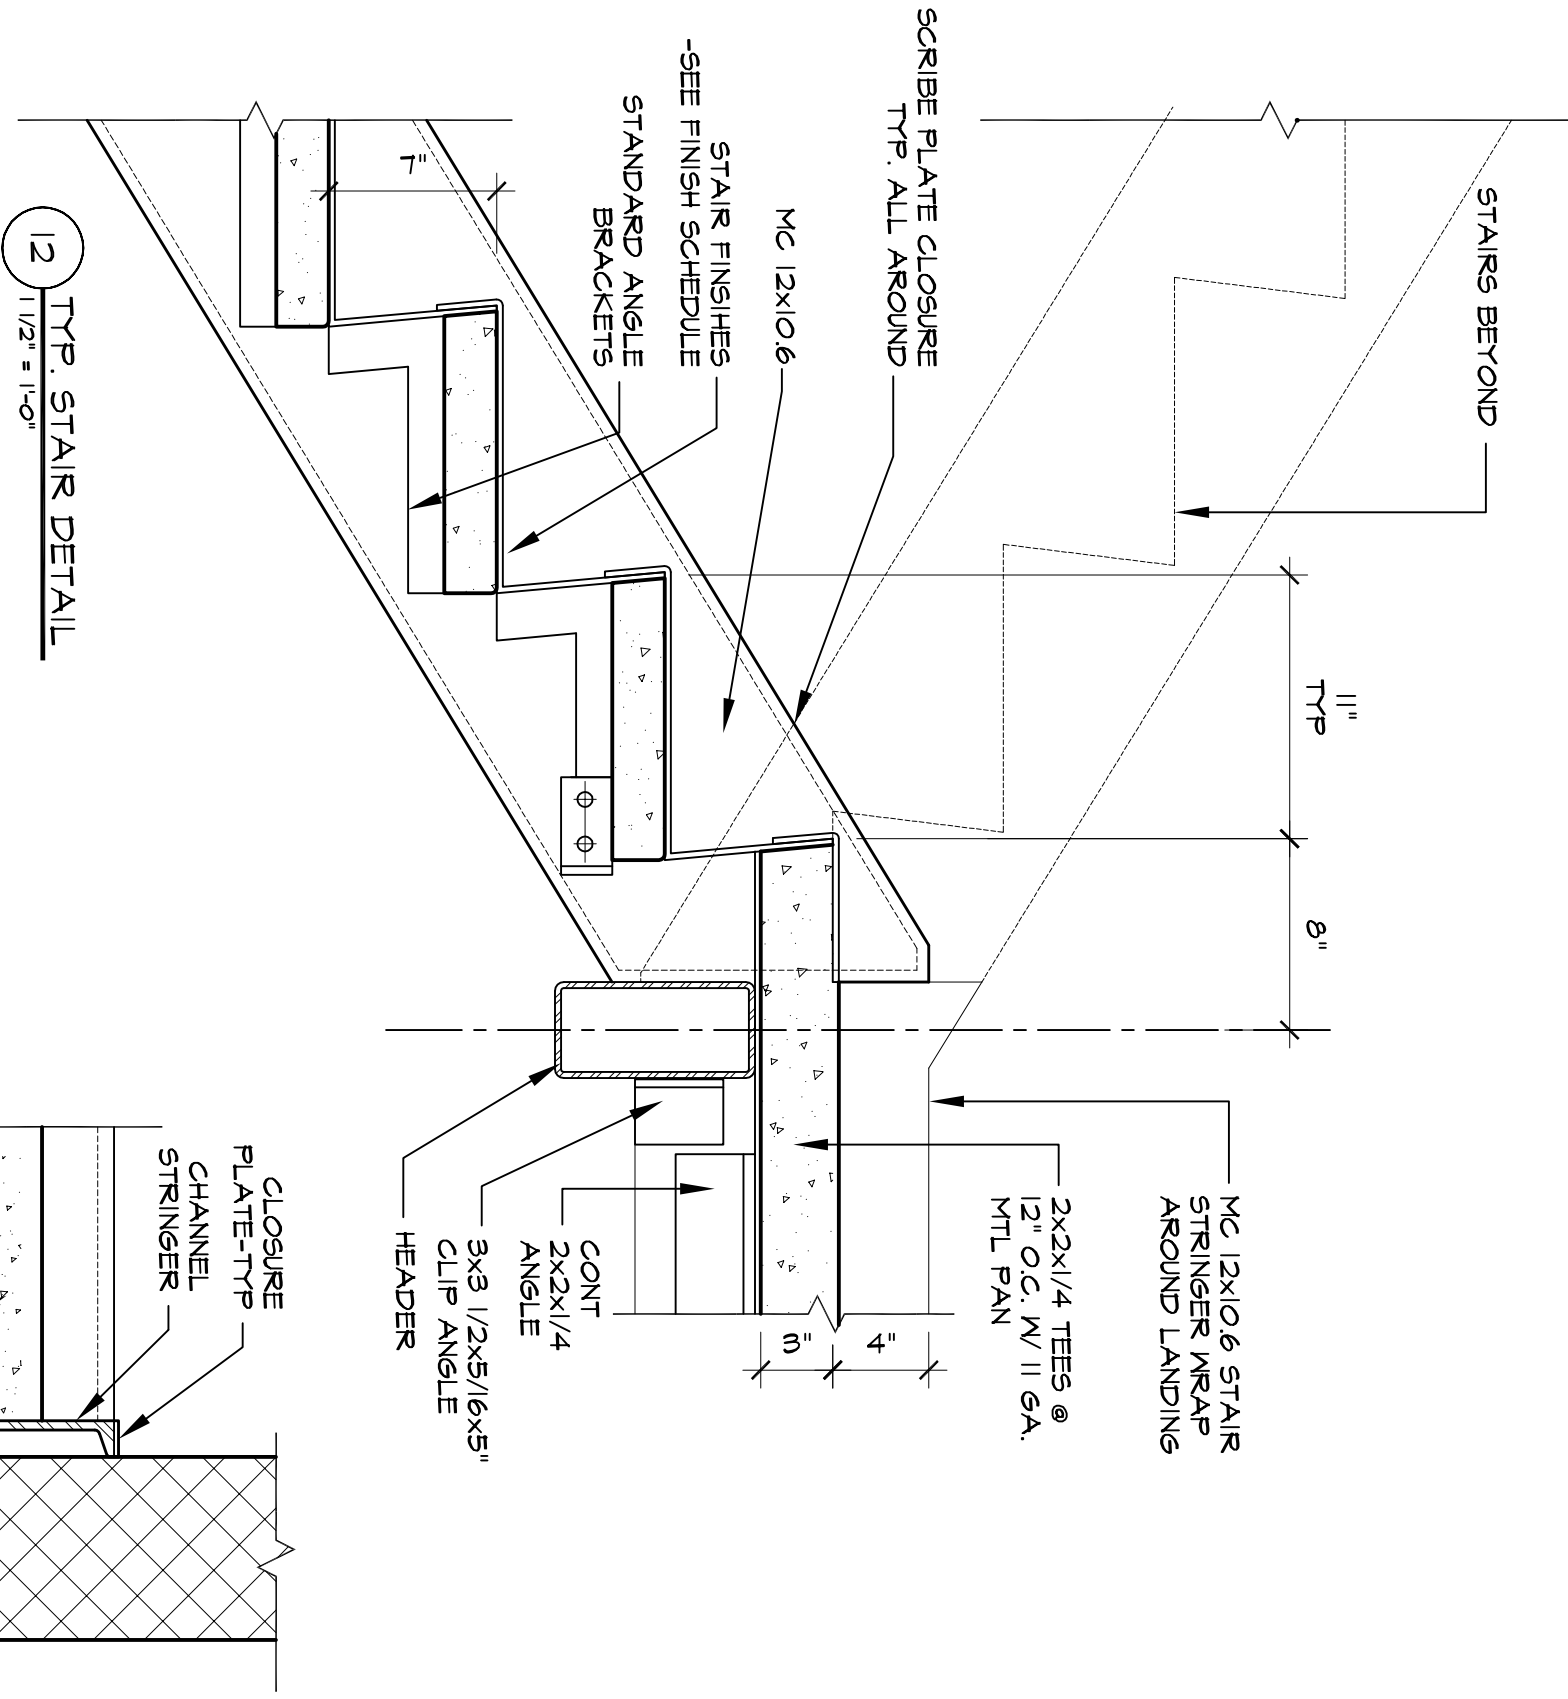 STAIRS BEYOND
SCRIBE PLATE CLOSURE
TYP. ALL AROUND
MC 12x10.6
STAIR FINSIHES
-SEE FINISH SCHEDULE
STANDARD ANGLE
BRACKETS
7"
11"
TYP
8"
MC 12x10.6 STAIR
STRINGER WRAP
AROUND LANDING
2x2x1/4 TEES @
12" O.C. W/ 11 GA.
MTL PAN
4"
3"
CONT
2x2x1/4
ANGLE
3x3 1/2x5/16x5"
CLIP ANGLE
HEADER
12
TYP. STAIR DETAIL
1 1/2" = 1'-0"
CLOSURE
PLATE-TYP
CHANNEL
STRINGER